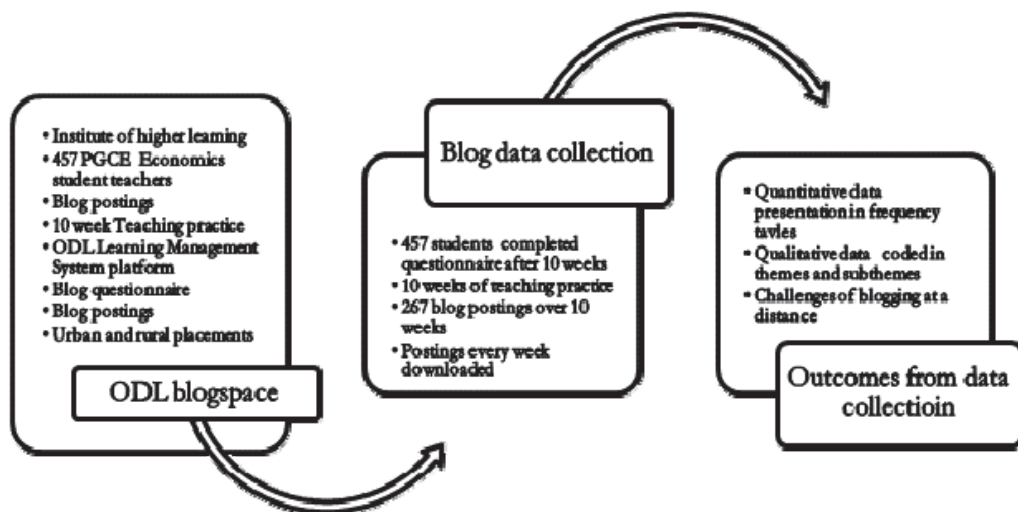 • Institute of higher learning
• 457 PGCE Economics
student teachers
• Blog postings
• 10 week Teaching practice
• ODL Learning Management
System platform
• Blog questionnaire
• Blog postings
• Urban and rural placements
ODL blogspace
Blog data collection
• 457 students completed
questionnaire after 10 weeks
• 10 weeks of teaching practice
• 267 blog postings over 10
weeks
• Postings every week
downloaded
• Quantitative data
presentation in frequency
tavles
• Qualitative data coded in
themes and subthemes
• Challenges of blogging at a
distance
Outcomes from data
collectioin